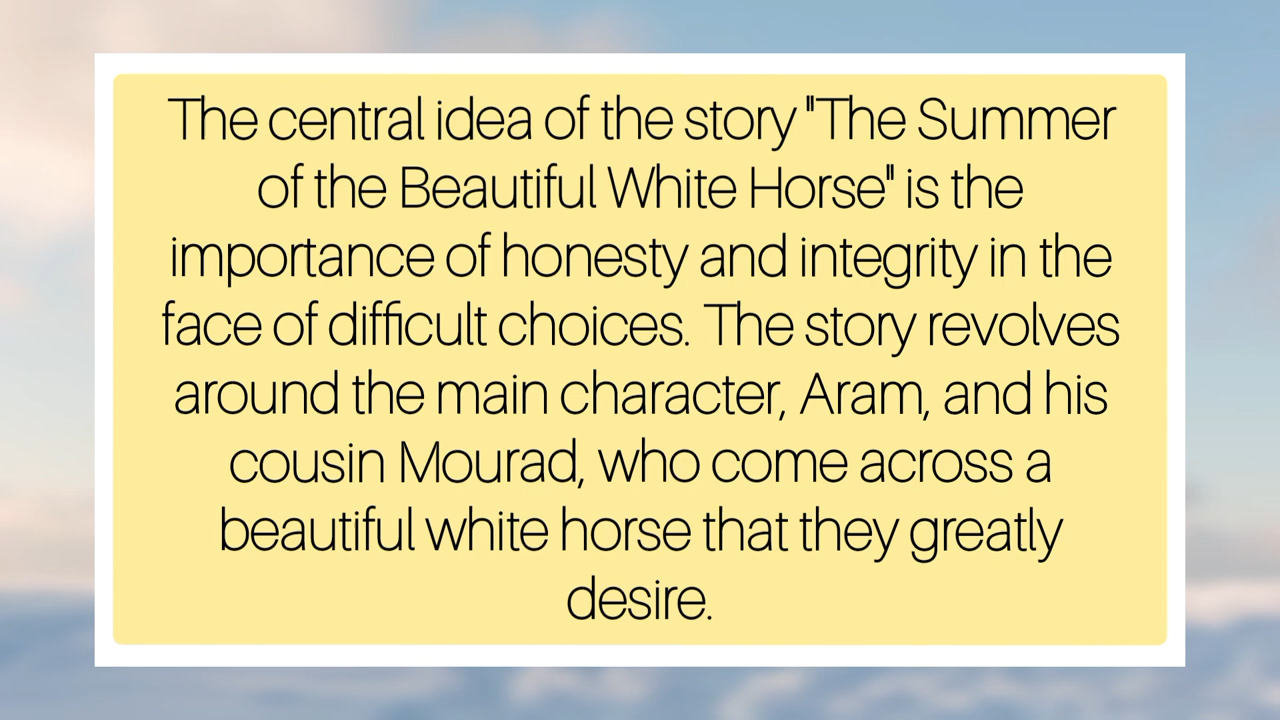 The central idea of the story "The Summer
of the Beautiful White Horse" is the
importance of honesty and integrity in the
face of difficult choices. The story revolves
around the main character, Aram, and his
cousin Mourad, who come across a
beautiful white horse that they greatly
desire.